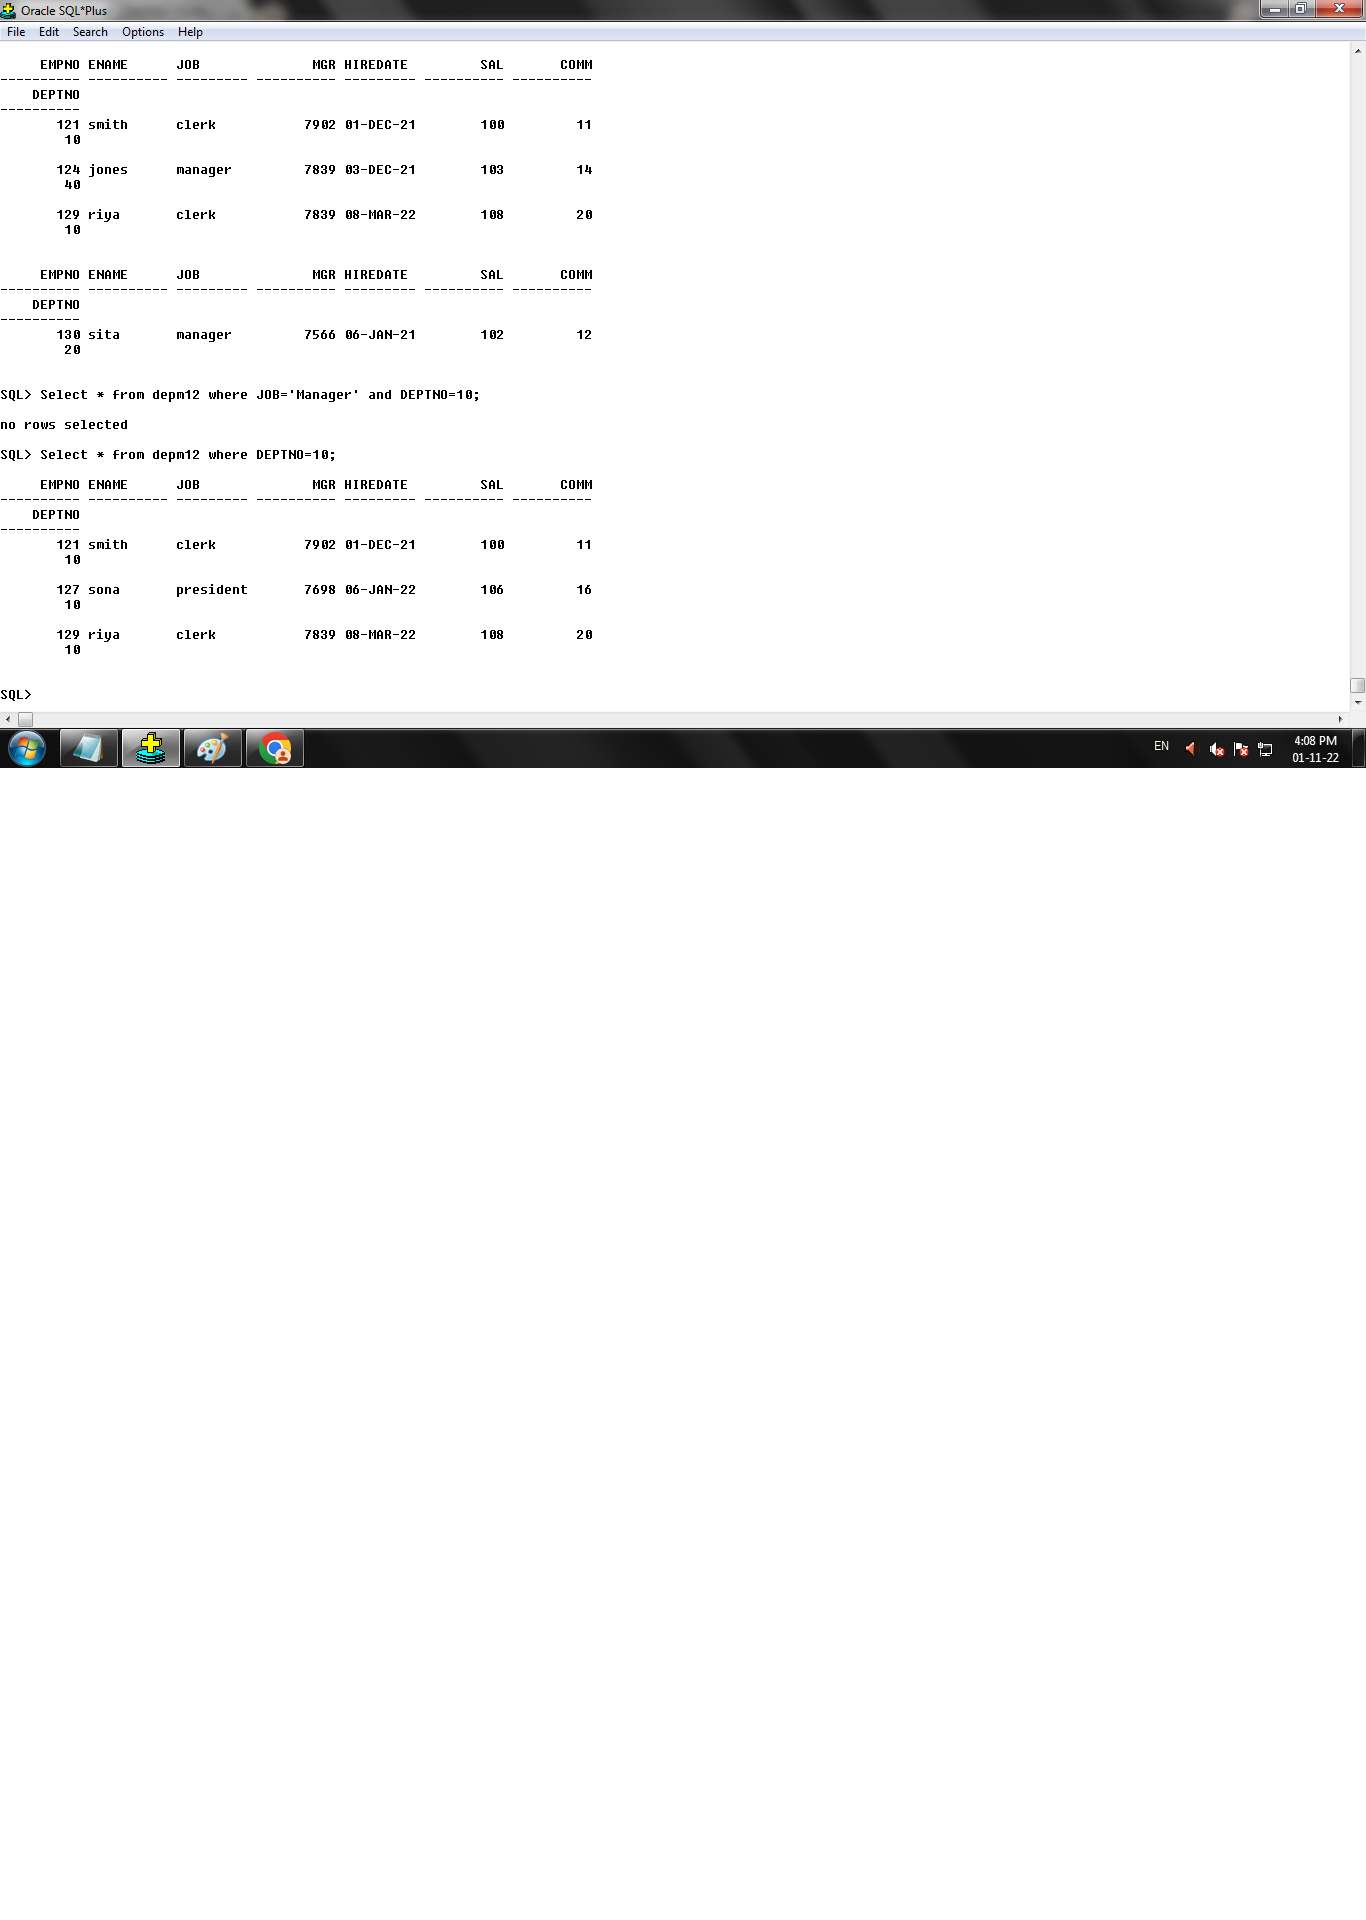 Oracle SQL*Plus
File Edit Search Options Help
     EMPNO ENAME      JOB              MGR HIREDATE         SAL       COMM
---------- ---------- --------- ---------- --------- ---------- ----------
    DEPTNO
----------
       121 smith      clerk           7902 01-DEC-21        100         11
        10
       124 jones      manager         7839 03-DEC-21        103         14
        40
       129 riya       clerk           7839 08-MAR-22        108         20
        10
     EMPNO ENAME      JOB              MGR HIREDATE         SAL       COMM
---------- ---------- --------- ---------- --------- ---------- ----------
    DEPTNO
----------
       130 sita       manager         7566 06-JAN-21        102         12
        20
SQL> Select * from depm12 where JOB='Manager' and DEPTNO=10;
no rows selected
SQL> Select * from depm12 where DEPTNO=10;
     EMPNO ENAME      JOB              MGR HIREDATE         SAL       COMM
---------- ---------- --------- ---------- --------- ---------- ----------
    DEPTNO
----------
       121 smith      clerk           7902 01-DEC-21        100         11
        10
       127 sona       president       7698 06-JAN-22        106         16
        10
       129 riya       clerk           7839 08-MAR-22        108         20
        10
SQL>
EN
4:08 PM
01-11-22